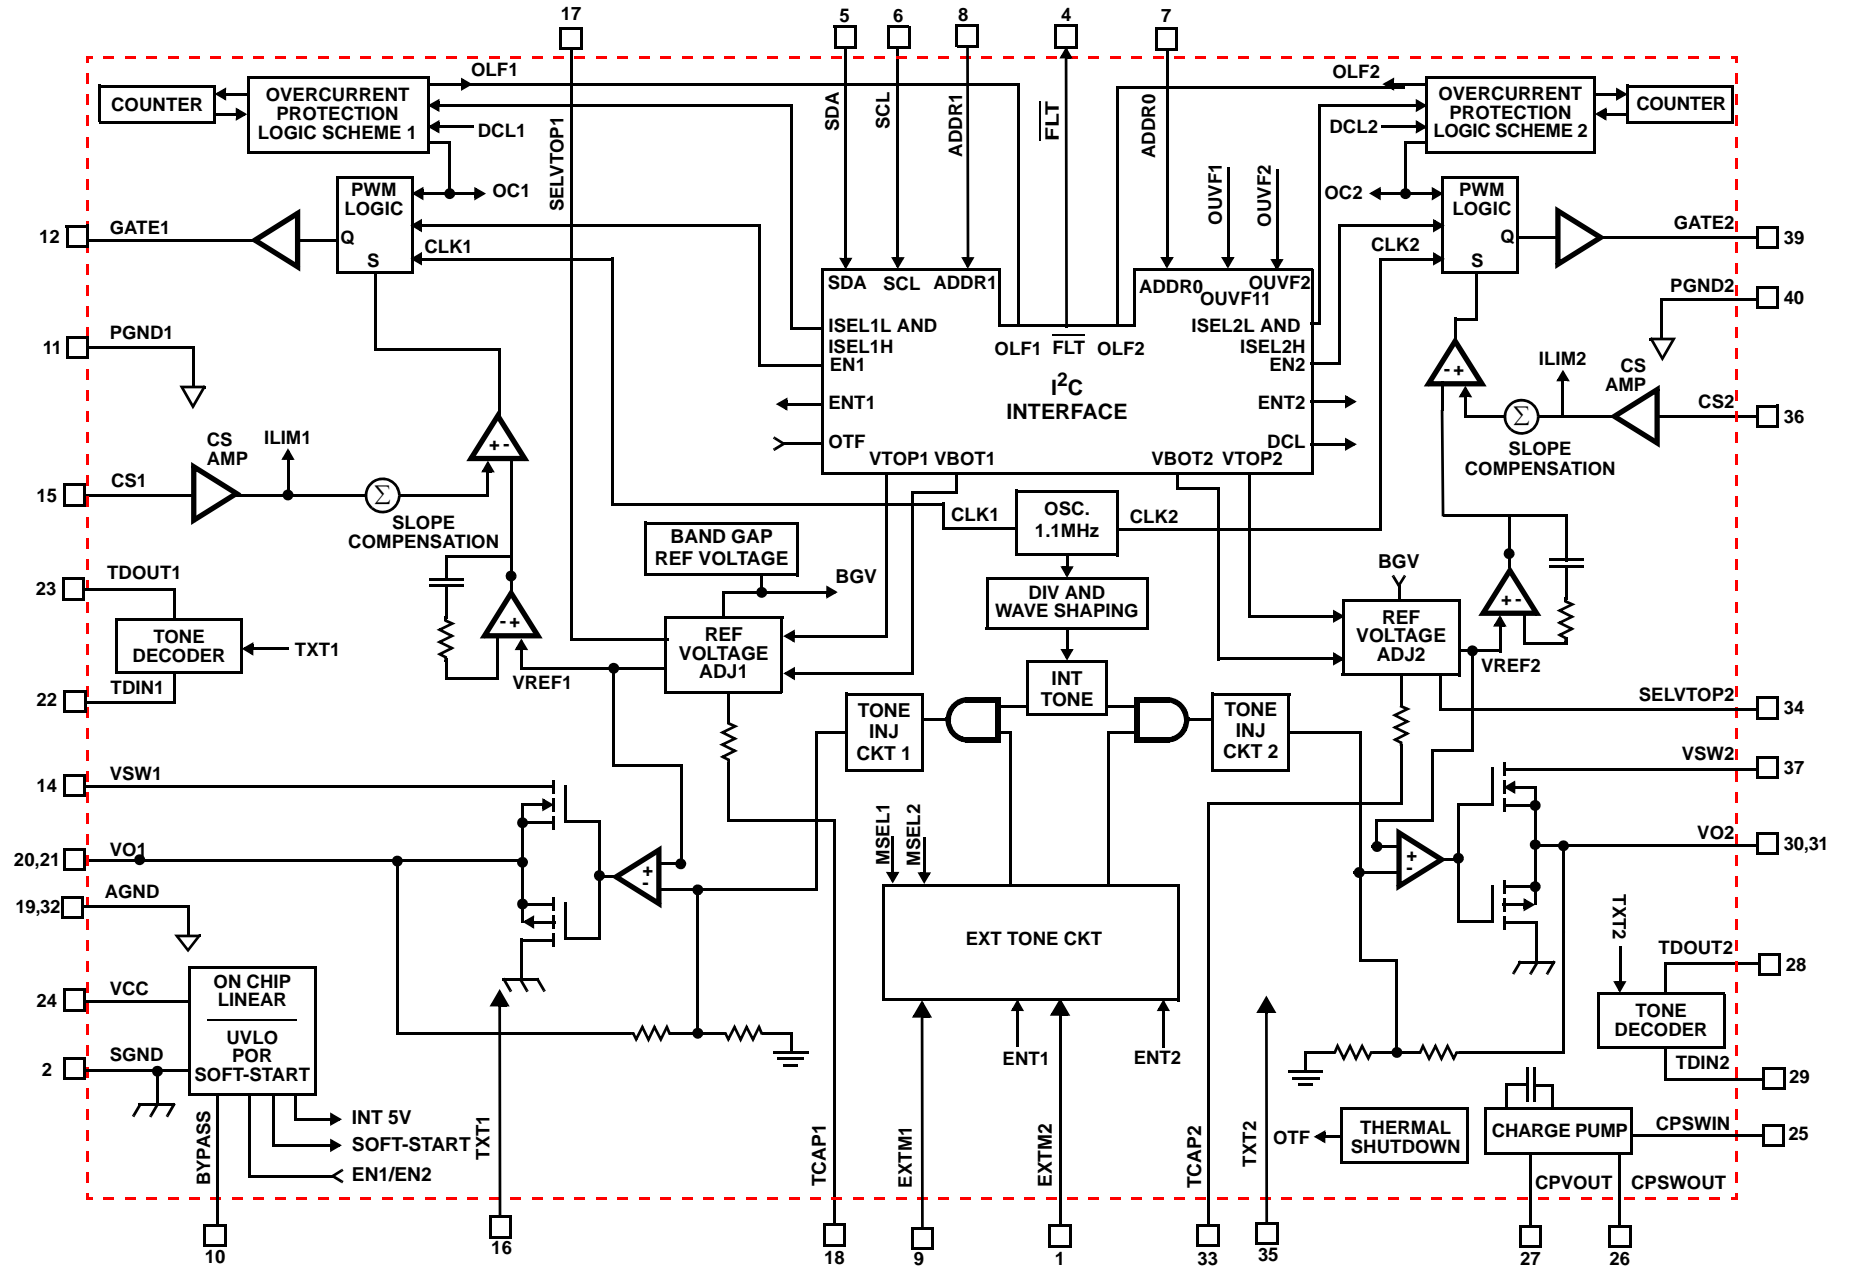 17
5
6
8
4
7
OLF1
OLF2
COUNTER
OVERCURRENT
PROTECTION
LOGIC SCHEME 1
DCL1
SELVTOP1
SDA
SCL
ADDR1
FLT
ADDR0
OUVF1
OUVF2
DCL2
OVERCURRENT
PROTECTION
LOGIC SCHEME 2
COUNTER
PWM
LOGIC
Q
S
OC1
CLK1
12
GATE1
OC2
CLK2
PWM
LOGIC
Q
S
GATE2
39
PGND2
40
11
PGND1
SDA
SCL
ADDR1
ADDR0
OUVF11
OUVF2
ISEL1L AND
ISEL1H
EN1
ENT1
OTF
OLF1
FLT
OLF2
I2C
INTERFACE
ISEL2L AND
ISEL2H
EN2
ENT2
DCL
VTOP1
VBOT1
VBOT2
VTOP2
- +
ILIM2
CS
AMP
CS2
36
Σ
SLOPE
COMPENSATION
CS
AMP
ILIM1
+ -
15
CS1
Σ
SLOPE
COMPENSATION
CLK1
OSC.
1.1MHz
CLK2
BAND GAP
REF VOLTAGE
BGV
BGV
DIV AND
WAVE SHAPING
23
TDOUT1
TONE
DECODER
TXT1
22
TDIN1
- +
VREF1
REF
VOLTAGE
ADJ1
INT
TONE
REF
VOLTAGE
ADJ2
+ -
VREF2
SELVTOP2
34
TONE
INJ
CKT 1
TONE
INJ
CKT 2
14
VSW1
VSW2
37
20,21
VO1
+
-
MSEL1
MSEL2
+
-
VO2
30,31
19,32
AGND
EXT TONE CKT
TXT2
TDOUT2
28
24
VCC
ON CHIP
LINEAR
UVLO
POR
SOFT-START
2
SGND
TONE
DECODER
TDIN2
29
ENT1
ENT2
BYPASS
INT 5V
SOFT-START
EN1/EN2
TXT1
TCAP1
EXTM1
EXTM2
TCAP2
TXT2
OTF
THERMAL
SHUTDOWN
CHARGE PUMP
CPSWIN
25
CPVOUT
CPSWOUT
10
16
18
9
1
33
35
27
26